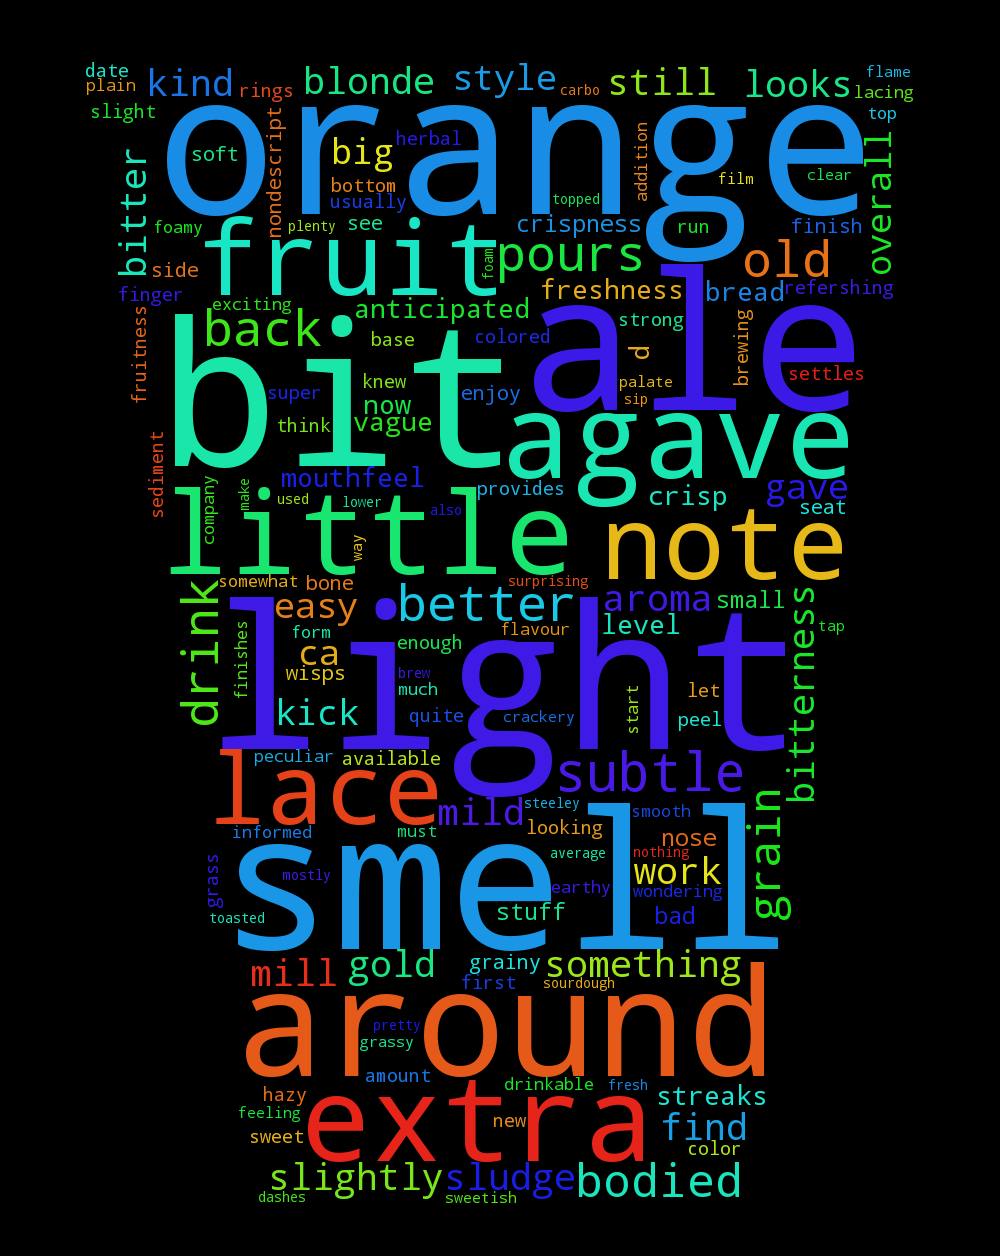 date
plain
kind
rings
blonde
style
carbo
still
looks
flame
lacing
slight
top
orange
soft
nondescript
big
herbal
bottom
usually
topped
addition
film
clear
overall
bitter
foamy
fruit
plenty
see
crispness
run
finish
side
foam
pours
old
finger
exciting
freshness
bread
refershing
back
anticipated
ale
fruitness
bit
base
colored
strong
d
brewing
super
knew
enjoy
palate
sip
settles
now
think
vague
agave
sediment
mouthfeel
company
make
used
lower
also
provides
crisp
gave
seat
little
way
note
somewhat
bone
surprising
drink
easy
better
aroma
small
bitterness
light
form
ca
enough
flavour
level
tap
finishes
wisps
brew
much
let
kick
quite
crackery
start
peel
peculiar
available
subtle
lace
mild
steeley
smooth
grain
informed
must
looking
nose
smell
average
nothing
grass
mostly
earthy
work
wondering
toasted
stuff
bad
mill
gold
grainy
something
first
sourdough
around
pretty
grassy
amount
drinkable
fresh
hazy
extra
streaks
feeling
new
find
sweet
color
slightly
sludge
bodied
dashes
sweetish